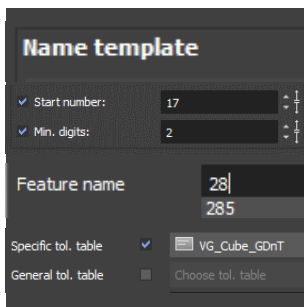 Name template
Start number: 17
Min. digits: 2
Feature name 28
285
Specific tol. table VG_Cube_GDnT
General tol. table Choose tol. table